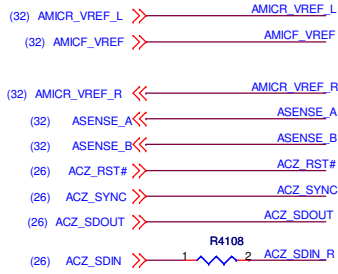 (32) AMICR_VREF_L AMICR_VREF_L
(32) AMICF_VREF AMICF_VREF
(32) AMICR_VREF_R AMICR_VREF_R
(32) ASENSE_A ASENSE_A
(32) ASENSE_B ASENSE_B
(26) ACZ_RST# ACZ_RST#
(26) ACZ_SYNC ACZ_SYNC
(26) ACZ_SDOUT ACZ_SDOUT
R4108
(26) ACZ_SDIN 1 2 ACZ_SDIN_R